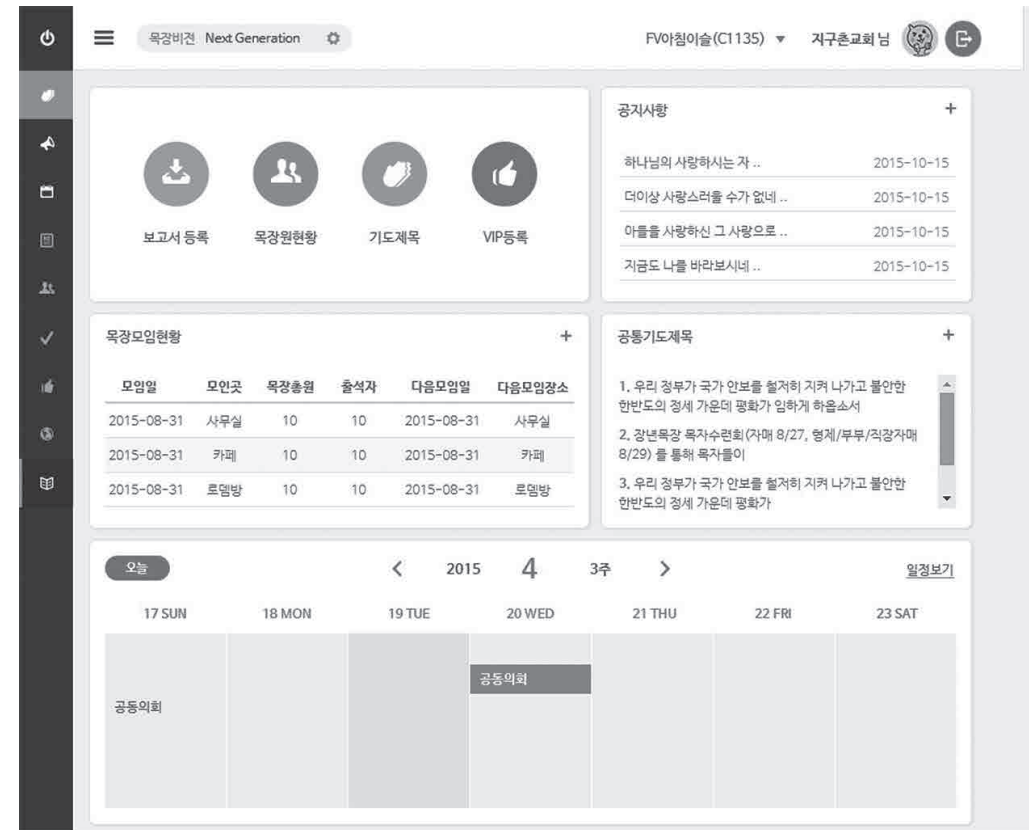 목장비전 Next Generation
FV아침이슬(C1135) ▼ 지구촌교회 님
보고서 등록 목장원현황 기도제목 VIP등록
공지사항 +
하나님의 사랑하시는 자 .. 2015-10-15
더이상 사랑스러울 수가 없네 .. 2015-10-15
아들을 사랑하신 그 사랑으로 .. 2015-10-15
지금도 나를 바라보시네 .. 2015-10-15
목장모임현황 +
모임일 모인곳 목장총원 출석자 다음모임일 다음모임장소
2015-08-31 사무실 10 10 2015-08-31 사무실
2015-08-31 카페 10 10 2015-08-31 카페
2015-08-31 로뎀방 10 10 2015-08-31 로뎀방
공통기도제목 +
1. 우리 정부가 국가 안보를 철저히 지켜 나가고 불안한
한반도의 정세 가운데 평화가 임하게 하옵소서
2. 장년목장 목자수련회(자매 8/27, 형제/부부/직장자매
8/29) 를 통해 목자들이
3. 우리 정부가 국가 안보를 철저히 지켜 나가고 불안한
한반도의 정세 가운데 평화가
오늘 < 2015 4 3주 > 일정보기
17 SUN 18 MON 19 TUE 20 WED 21 THU 22 FRI 23 SAT
공동의회
공동의회